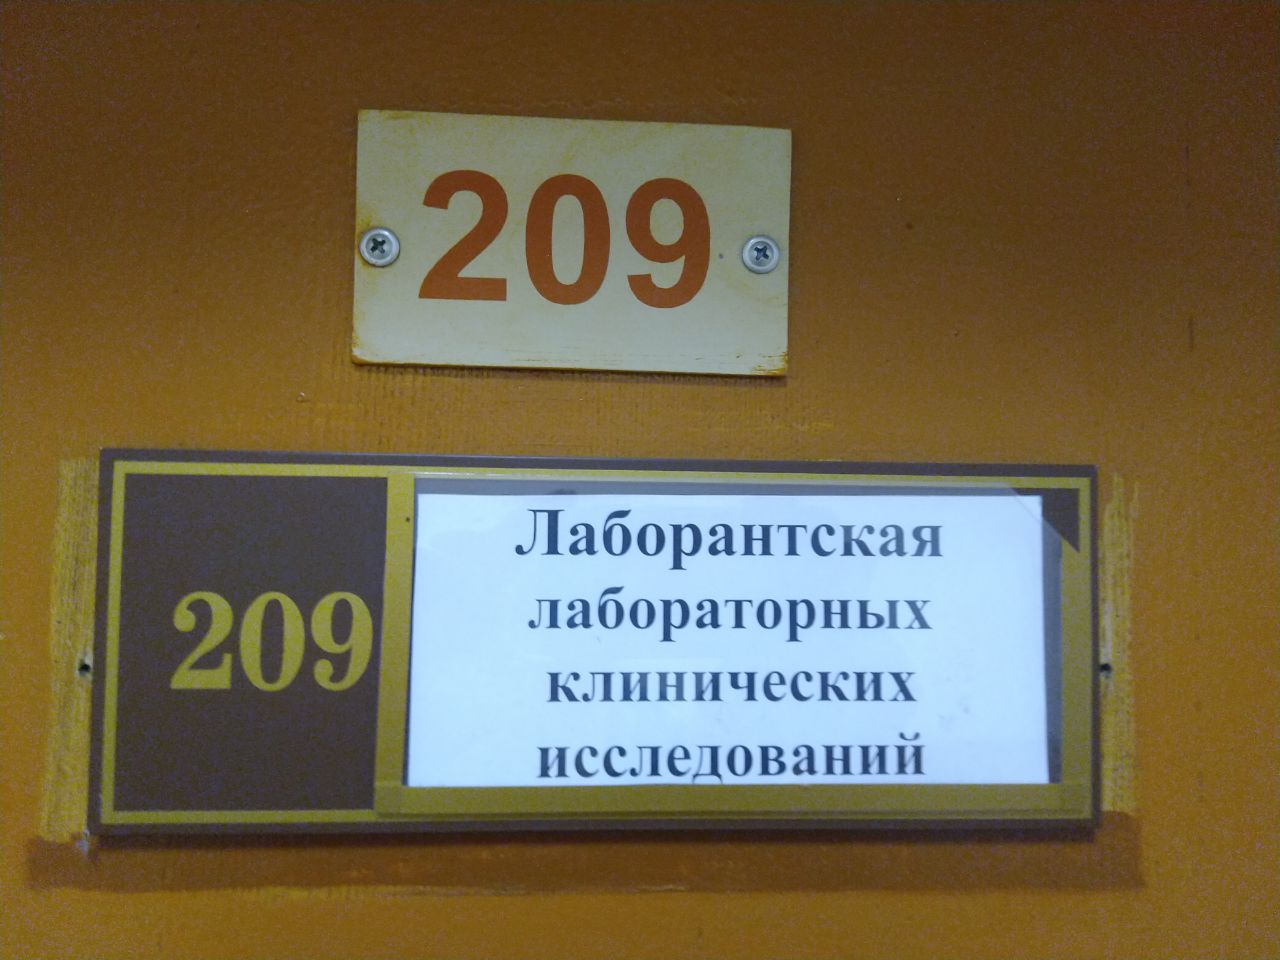 209
209
Лаборантская
лабораторных
клинических
исследований